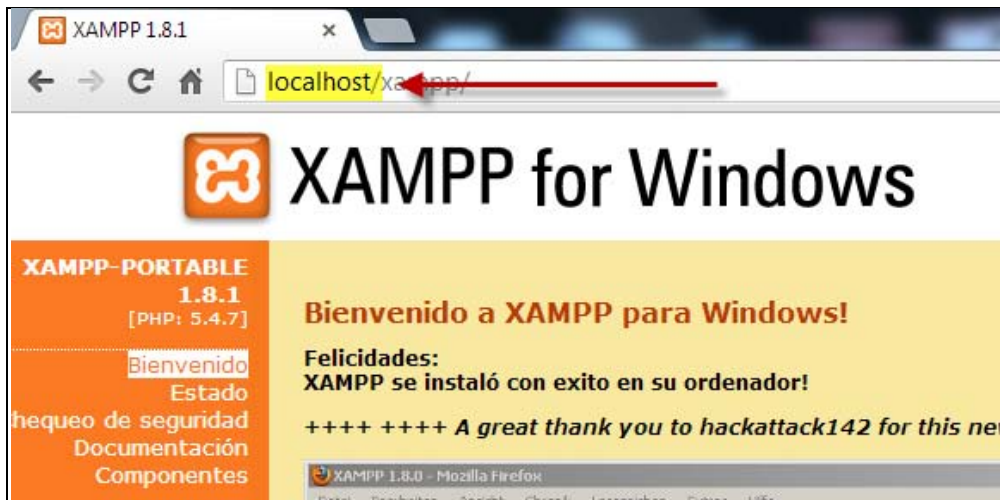 XAMPP 1.8.1
localhost/xampp/
XAMPP for Windows
XAMPP-PORTABLE
1.8.1
[PHP: 5.4.7]
Bienvenido
Estado
hequeo de seguridad
Documentación
Componentes
Bienvenido a XAMPP para Windows!
Felicidades:
XAMPP se instaló con exito en su ordenador!
++++ ++++ A great thank you to hackattack142 for this ne
XAMPP 1.8.0 - Mozilla Firefox